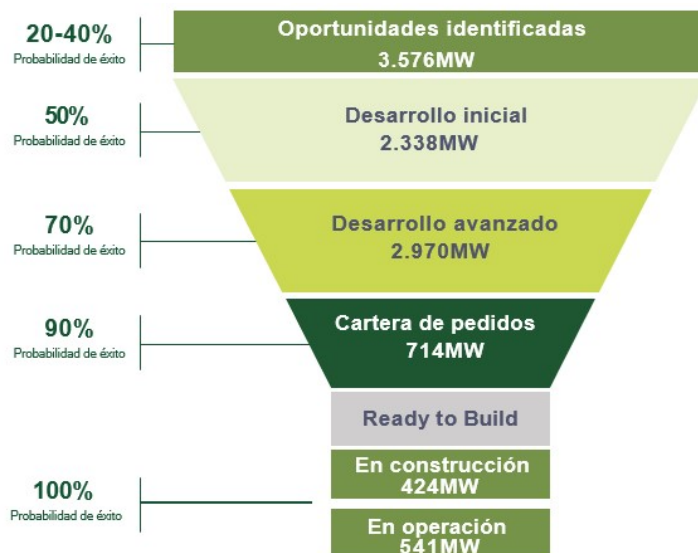 20-40%
Probabilidad de éxito
Oportunidades identificadas
3.576MW
50%
Probabilidad de éxito
Desarrollo inicial
2.338MW
70%
Probabilidad de éxito
Desarrollo avanzado
2.970MW
90%
Probabilidad de éxito
Cartera de pedidos
714MW
Ready to Build
En construcción
424MW
100%
Probabilidad de éxito
En operación
541MW